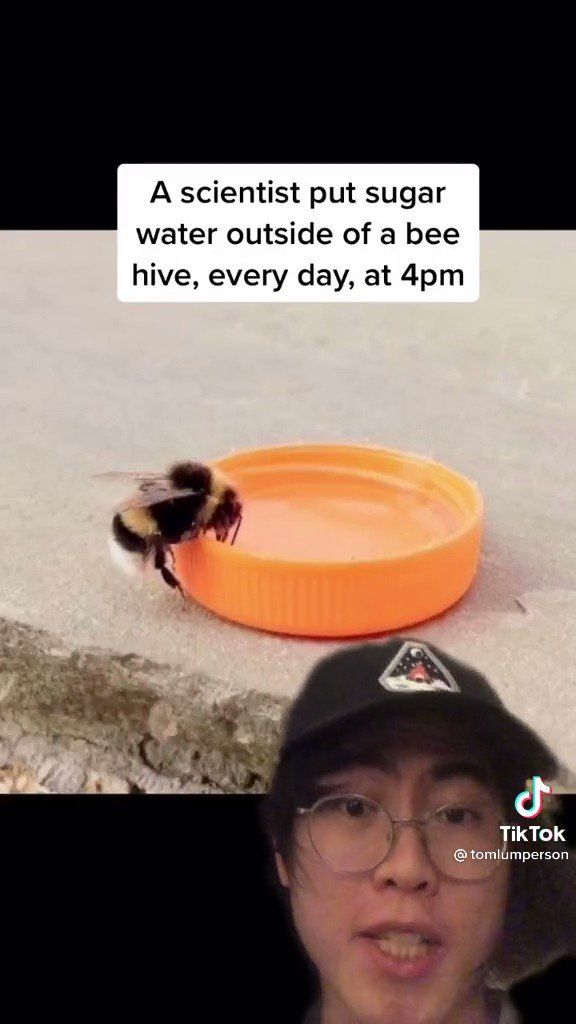 A scientist put sugar
water outside of a bee
hive, every day, at 4pm
TikTok
@ tomlumperson